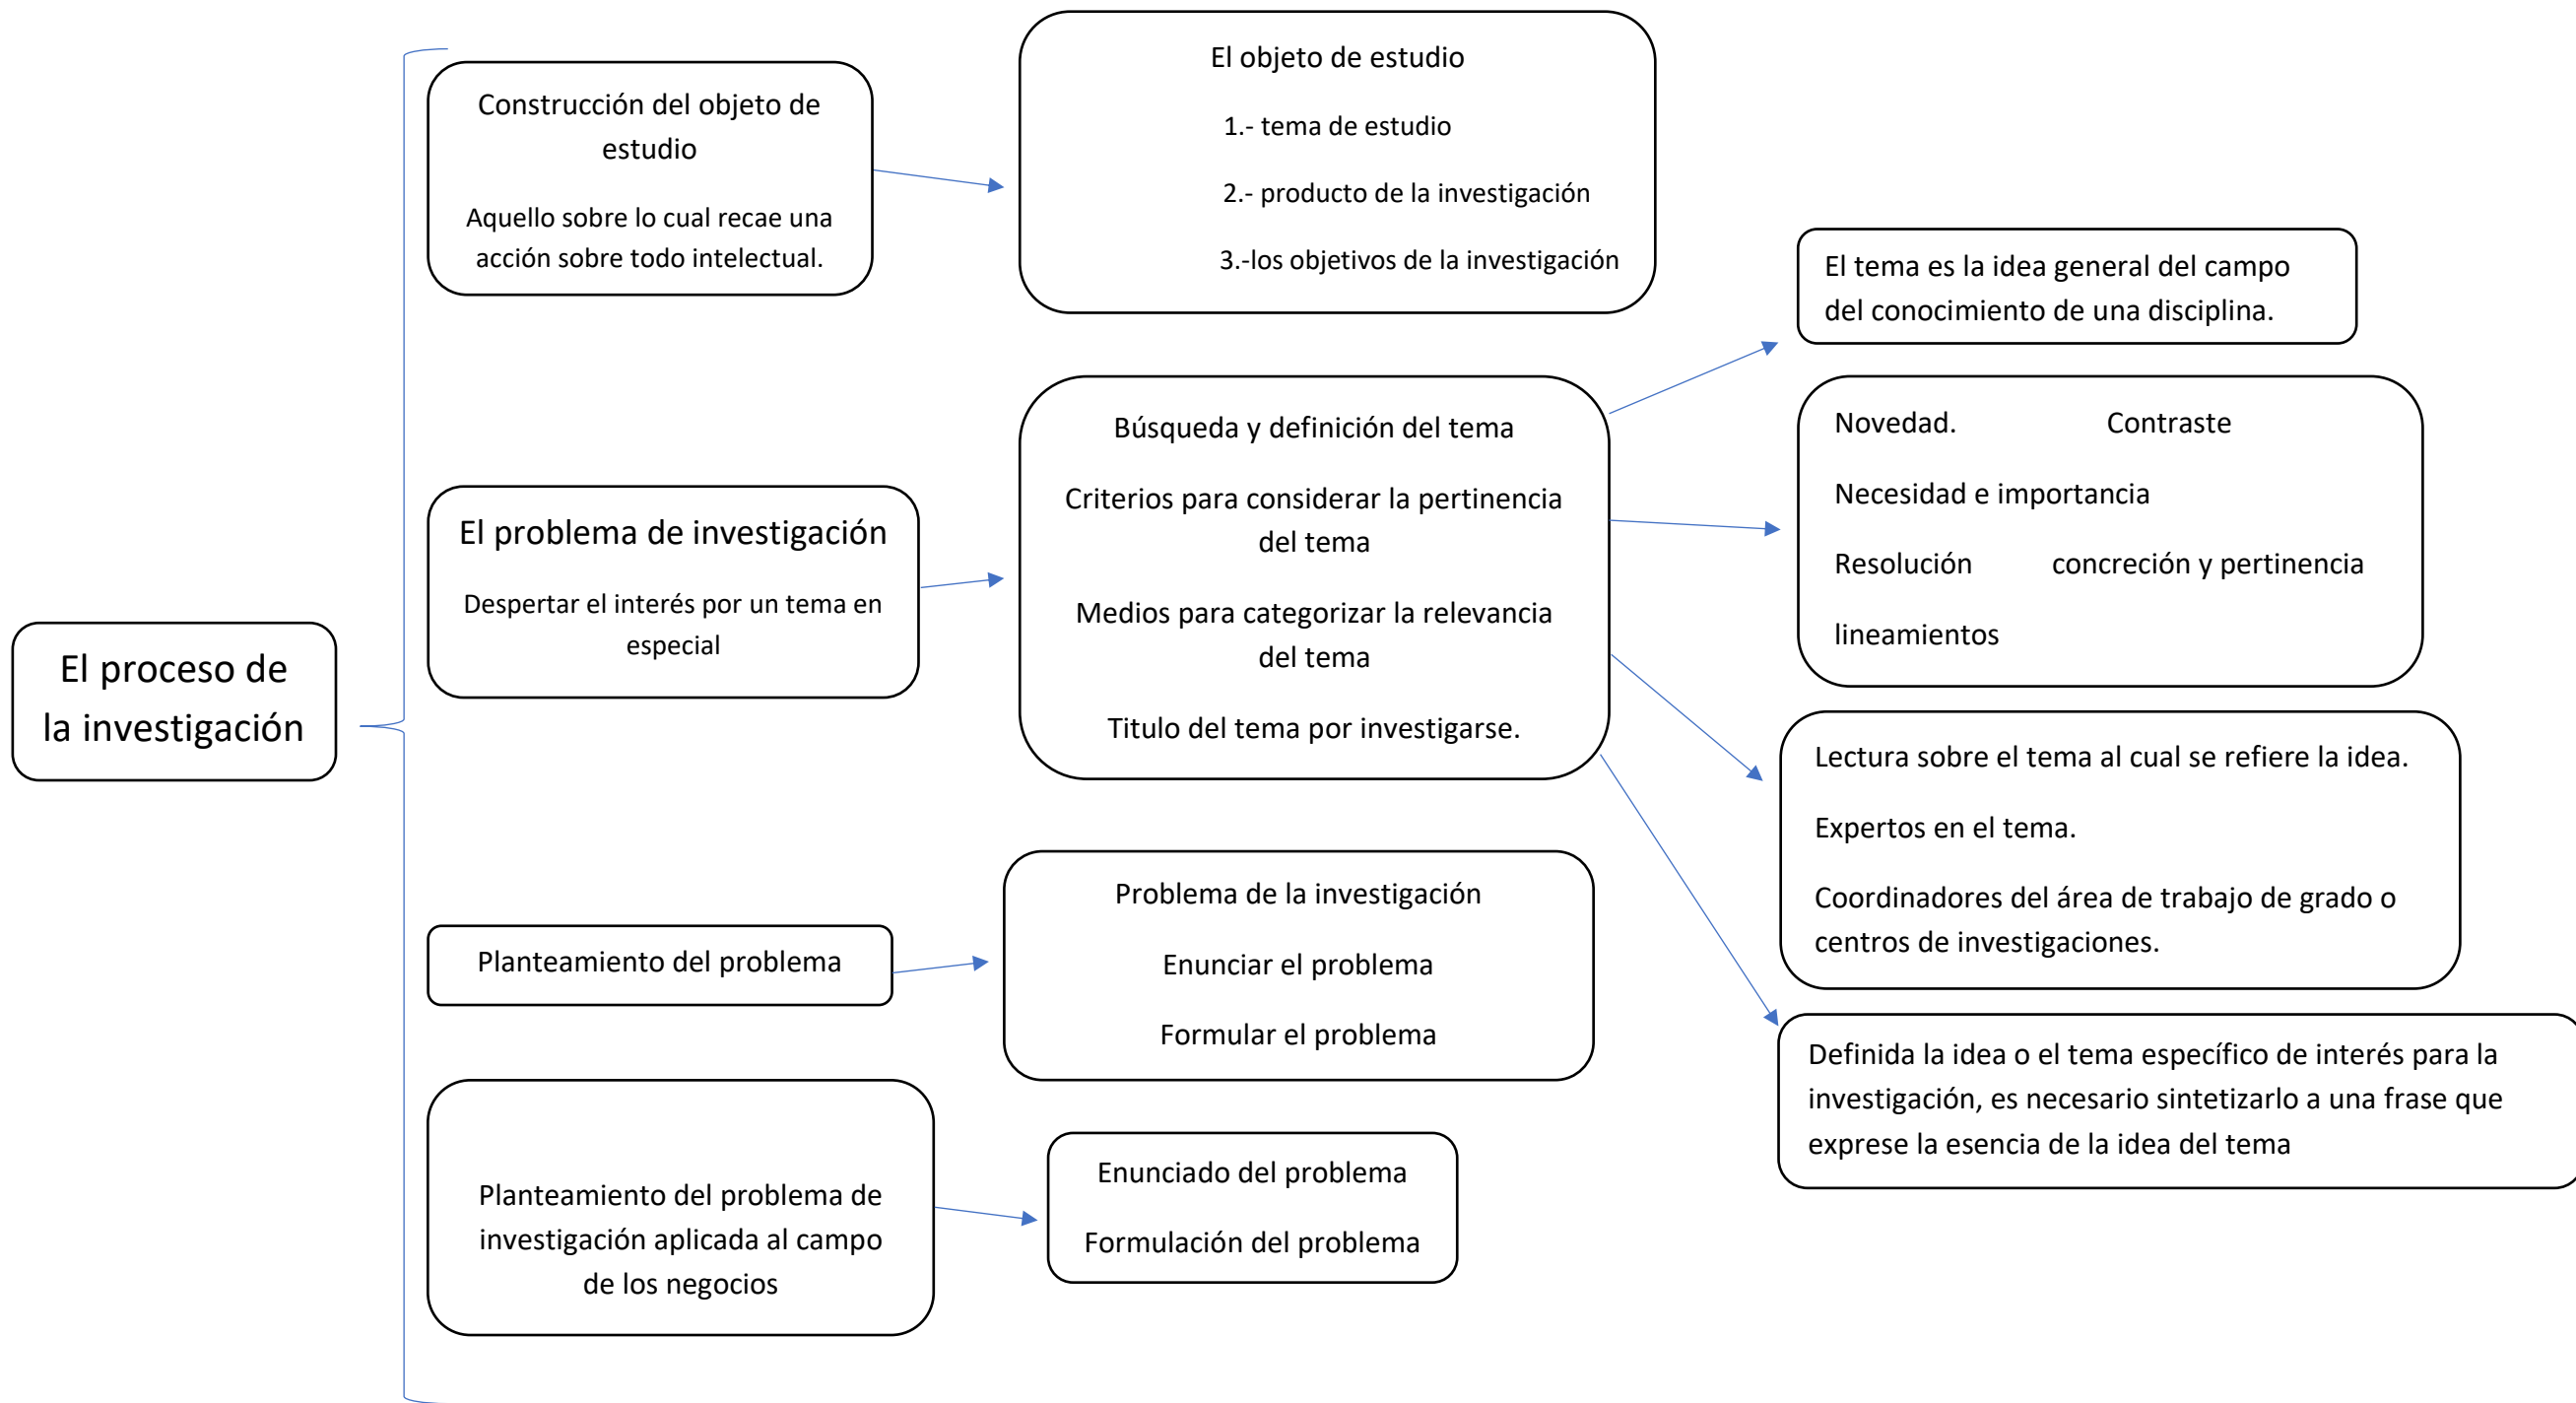 El proceso de
la investigación
Construcción del objeto de
estudio
Aquello sobre lo cual recae una
acción sobre todo intelectual.
El objeto de estudio
1.- tema de estudio
2.- producto de la investigación
3.-los objetivos de la investigación
El problema de investigación
Despertar el interés por un tema en
especial
Búsqueda y definición del tema
Criterios para considerar la pertinencia
del tema
Medios para categorizar la relevancia
del tema
Titulo del tema por investigarse.
El tema es la idea general del campo
del conocimiento de una disciplina.
Novedad. Contraste
Necesidad e importancia
Resolución concreción y pertinencia
lineamientos
Lectura sobre el tema al cual se refiere la idea.
Expertos en el tema.
Coordinadores del área de trabajo de grado o
centros de investigaciones.
Definida la idea o el tema específico de interés para la
investigación, es necesario sintetizarlo a una frase que
exprese la esencia de la idea del tema
Planteamiento del problema
Problema de la investigación
Enunciar el problema
Formular el problema
Planteamiento del problema de
investigación aplicada al campo
de los negocios
Enunciado del problema
Formulación del problema